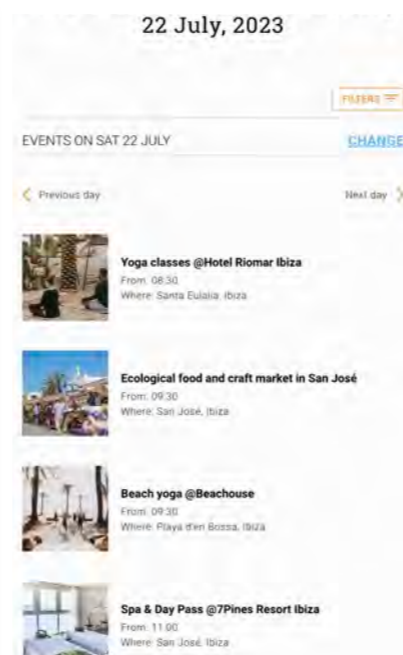 22 July, 2023
FILTERS
EVENTS ON SAT 22 JULY
CHANGE
Previous day
Next day
Yoga classes @Hotel Riomar Ibiza
From: 08:30
Where: Santa Eulalia, Ibiza
Ecological food and craft market in San José
From: 09:30
Where: San José, Ibiza
Beach yoga @Beachouse
From: 09:30
Where: Playa d'en Bossa, Ibiza
Spa & Day Pass @7Pines Resort Ibiza
From: 11:00
Where: San José, Ibiza